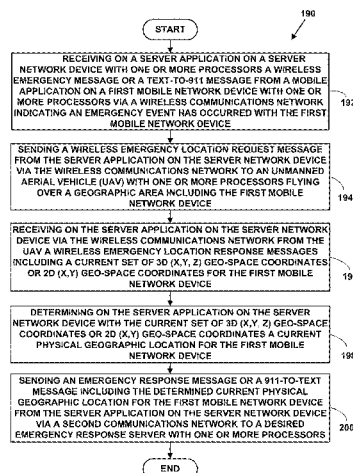 190
START
RECEIVING ON A SERVER APPLICATION ON A SERVER
NETWORK DEVICE WITH ONE OR MORE PROCESSORS A WIRELESS
EMERGENCY MESSAGE OR A TEXT-TO-911 MESSAGE FROM A MOBILE
APPLICATION ON A FIRST MOBILE NETWORK DEVICE WITH ONE OR
MORE PROCESSORS VIA A WIRELESS COMMUNICATIONS NETWORK
INDICATING AN EMERGENCY EVENT HAS OCCURRED WITH THE FIRST
MOBILE NETWORK DEVICE
SENDING A WIRELESS EMERGENCY LOCATION REQUEST MESSAGE
FROM THE SERVER APPLICATION ON THE SERVER NETWORK DEVICE
VIA THE WIRELESS COMMUNICATIONS NETWORK TO AN UNMANNED
AERIAL VEHICLE (UAV) WITH ONE OR MORE PROCESSORS FLYING
OVER A GEOGRAPHIC AREA INCLUDING THE FIRST MOBILE
NETWORK DEVICE
194
RECEIVING ON THE SERVER APPLICATION ON THE SERVER NETWORK
DEVICE VIA THE WIRELESS COMMUNICATIONS NETWORK FROM THE
UAV A WIRELESS EMERGENCY LOCATION RESPONSE MESSAGES
INCLUDING A CURRENT SET OF 3D (X,Y, Z) GEO-SPACE COORDINATES
OR 2D (X,Y) GEO-SPACE COORDINATES FOR THE FIRST MOBILE
NETWORK DEVICE
DETERMINING ON THE SERVER APPLICATION ON THE SERVER
NETWORK DEVICE WITH THE CURRENT SET OF 3D (X,Y, Z) GEO-SPACE
COORDINATES OR 2D (X,Y) GEO-SPACE COORDINATES A CURRENT
PHYSICAL GEOGRAPHIC LOCATION FOR THE FIRST MOBILE
NETWORK DEVICE
SENDING AN EMERGENCY RESPONSE MESSAGE OR A 911-TO-TEXT
MESSAGE INCLUDING THE DETERMINED CURRENT PHYSICAL
GEOGRAPHIC LOCATION FOR THE FIRST MOBILE NETWORK DEVICE
FROM THE SERVER APPLICATION ON THE SERVER NETWORK DEVICE
VIA A SECOND COMMUNICATIONS NETWORK TO A DESIRED
EMERGENCY RESPONSE SERVER WITH ONE OR MORE PROCESSORS
200
END